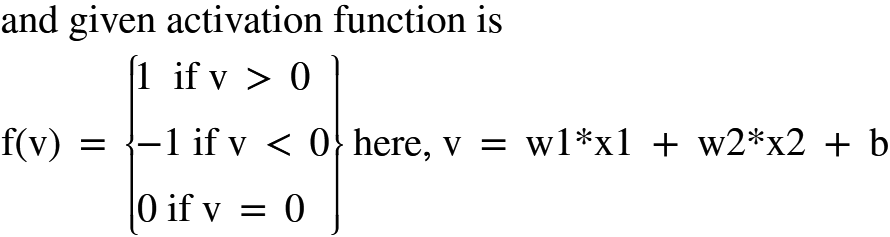 and given activation function is
1 if v > 0
f(v) = −1 if v < 0 here, v = w1*x1 + w2*x2 + b
0 if v = 0